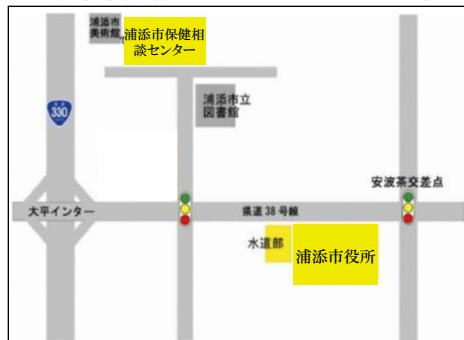 浦添市
美術館
浦添市保健相
談センター
330
浦添市立
図書館
安波茶交差点
太平インター
県道38号線
水道部
浦添市役所